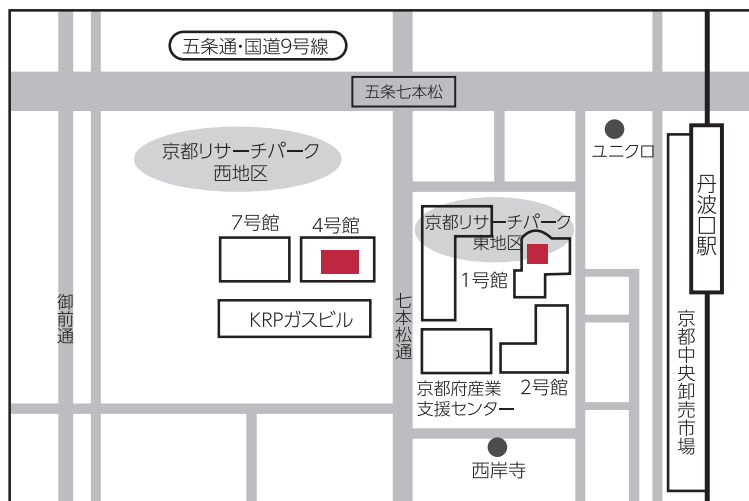 五条通・国道9号線
五条七本松
京都リサーチパーク
西地区
ユニクロ
丹波口駅
7号館
4号館
京都リサーチパーク
東地区
1号館
御前通
KRPガスビル
七本松通
京都中央卸売市場
京都府産業
支援センター
2号館
西岸寺